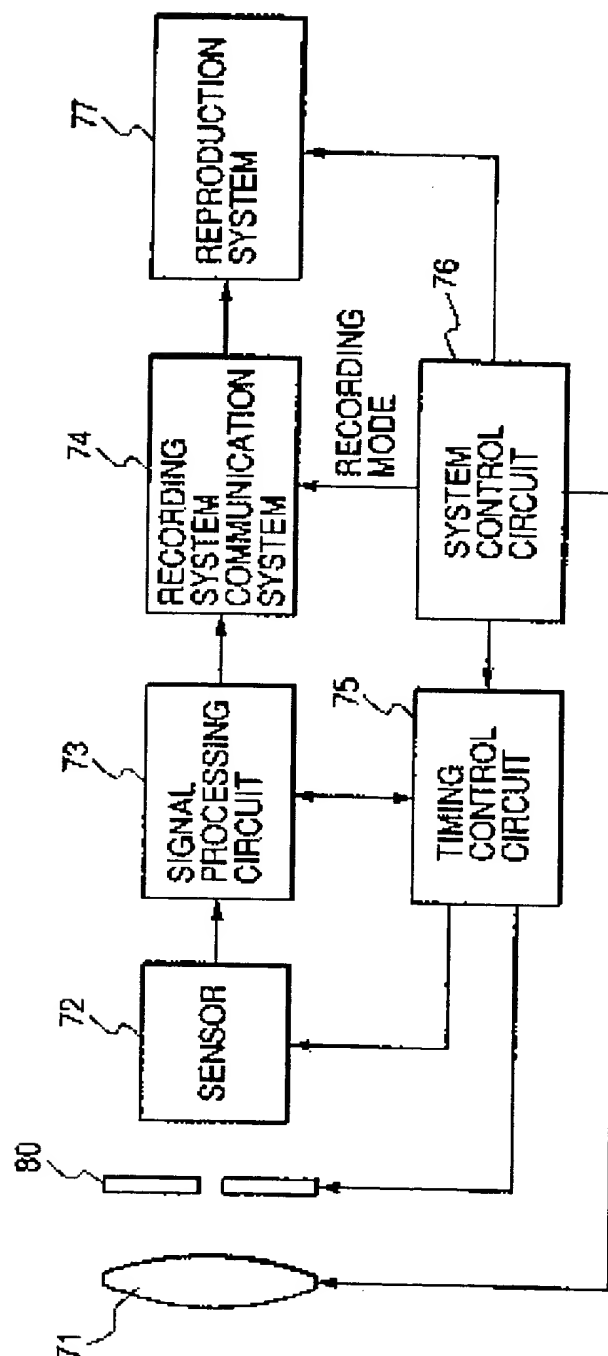 71
80
72
SENSOR
73
SIGNAL
PROCESSING
CIRCUIT
74
RECORDING
SYSTEM
COMMUNICATION
SYSTEM
77
REPRODUCTION
SYSTEM
RECORDING
MODE
75
TIMING
CONTROL
CIRCUIT
76
SYSTEM
CONTROL
CIRCUIT